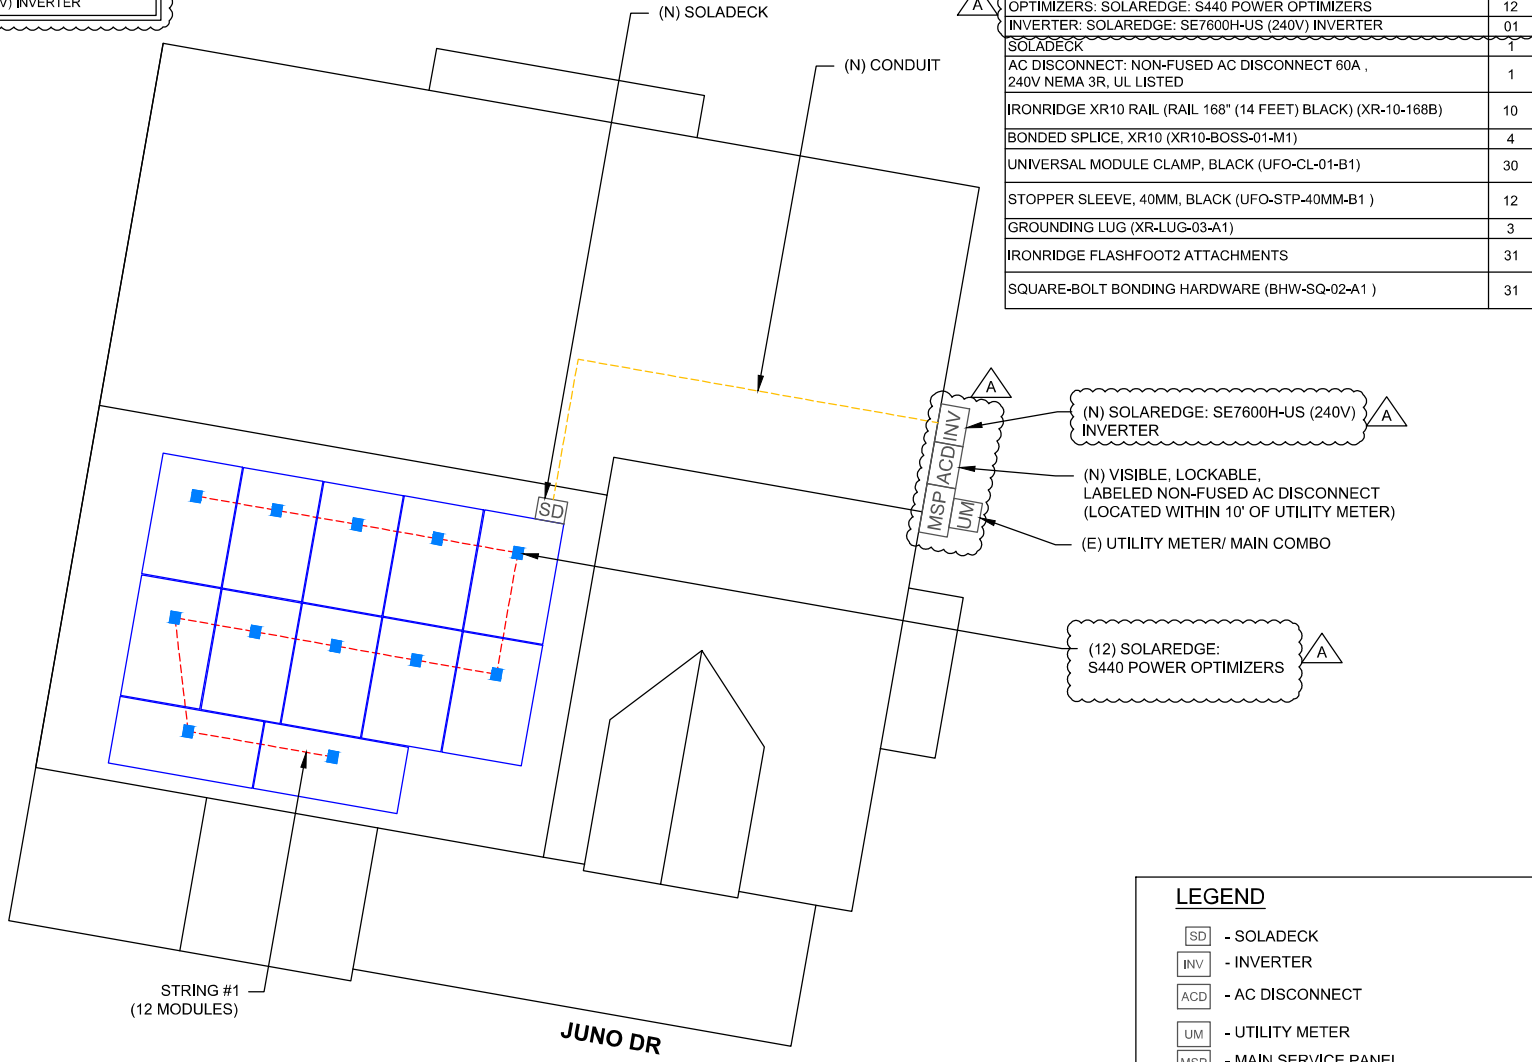 V) INVERTER
(N) SOLADECK
(N) CONDUIT
A
OPTIMIZERS: SOLAREDGE: S440 POWER OPTIMIZERS 12
INVERTER: SOLAREDGE: SE7600H-US (240V) INVERTER 01
SOLADECK 1
AC DISCONNECT: NON-FUSED AC DISCONNECT 60A ,
240V NEMA 3R, UL LISTED 1
IRONRIDGE XR10 RAIL (RAIL 168" (14 FEET) BLACK) (XR-10-168B) 10
BONDED SPLICE, XR10 (XR10-BOSS-01-M1) 4
UNIVERSAL MODULE CLAMP, BLACK (UFO-CL-01-B1) 30
STOPPER SLEEVE, 40MM, BLACK (UFO-STP-40MM-B1 ) 12
GROUNDING LUG (XR-LUG-03-A1) 3
IRONRIDGE FLASHFOOT2 ATTACHMENTS 31
SQUARE-BOLT BONDING HARDWARE (BHW-SQ-02-A1 ) 31
A
INV
ACD
MSP
UM
SD
(N) SOLAREDGE: SE7600H-US (240V)
INVERTER
A
(N) VISIBLE, LOCKABLE,
LABELED NON-FUSED AC DISCONNECT
(LOCATED WITHIN 10' OF UTILITY METER)
(E) UTILITY METER/ MAIN COMBO
(12) SOLAREDGE:
S440 POWER OPTIMIZERS
A
STRING #1
(12 MODULES)
JUNO DR
LEGEND
SD - SOLADECK
INV - INVERTER
ACD - AC DISCONNECT
UM - UTILITY METER
MSP - MAIN SERVICE PANEL